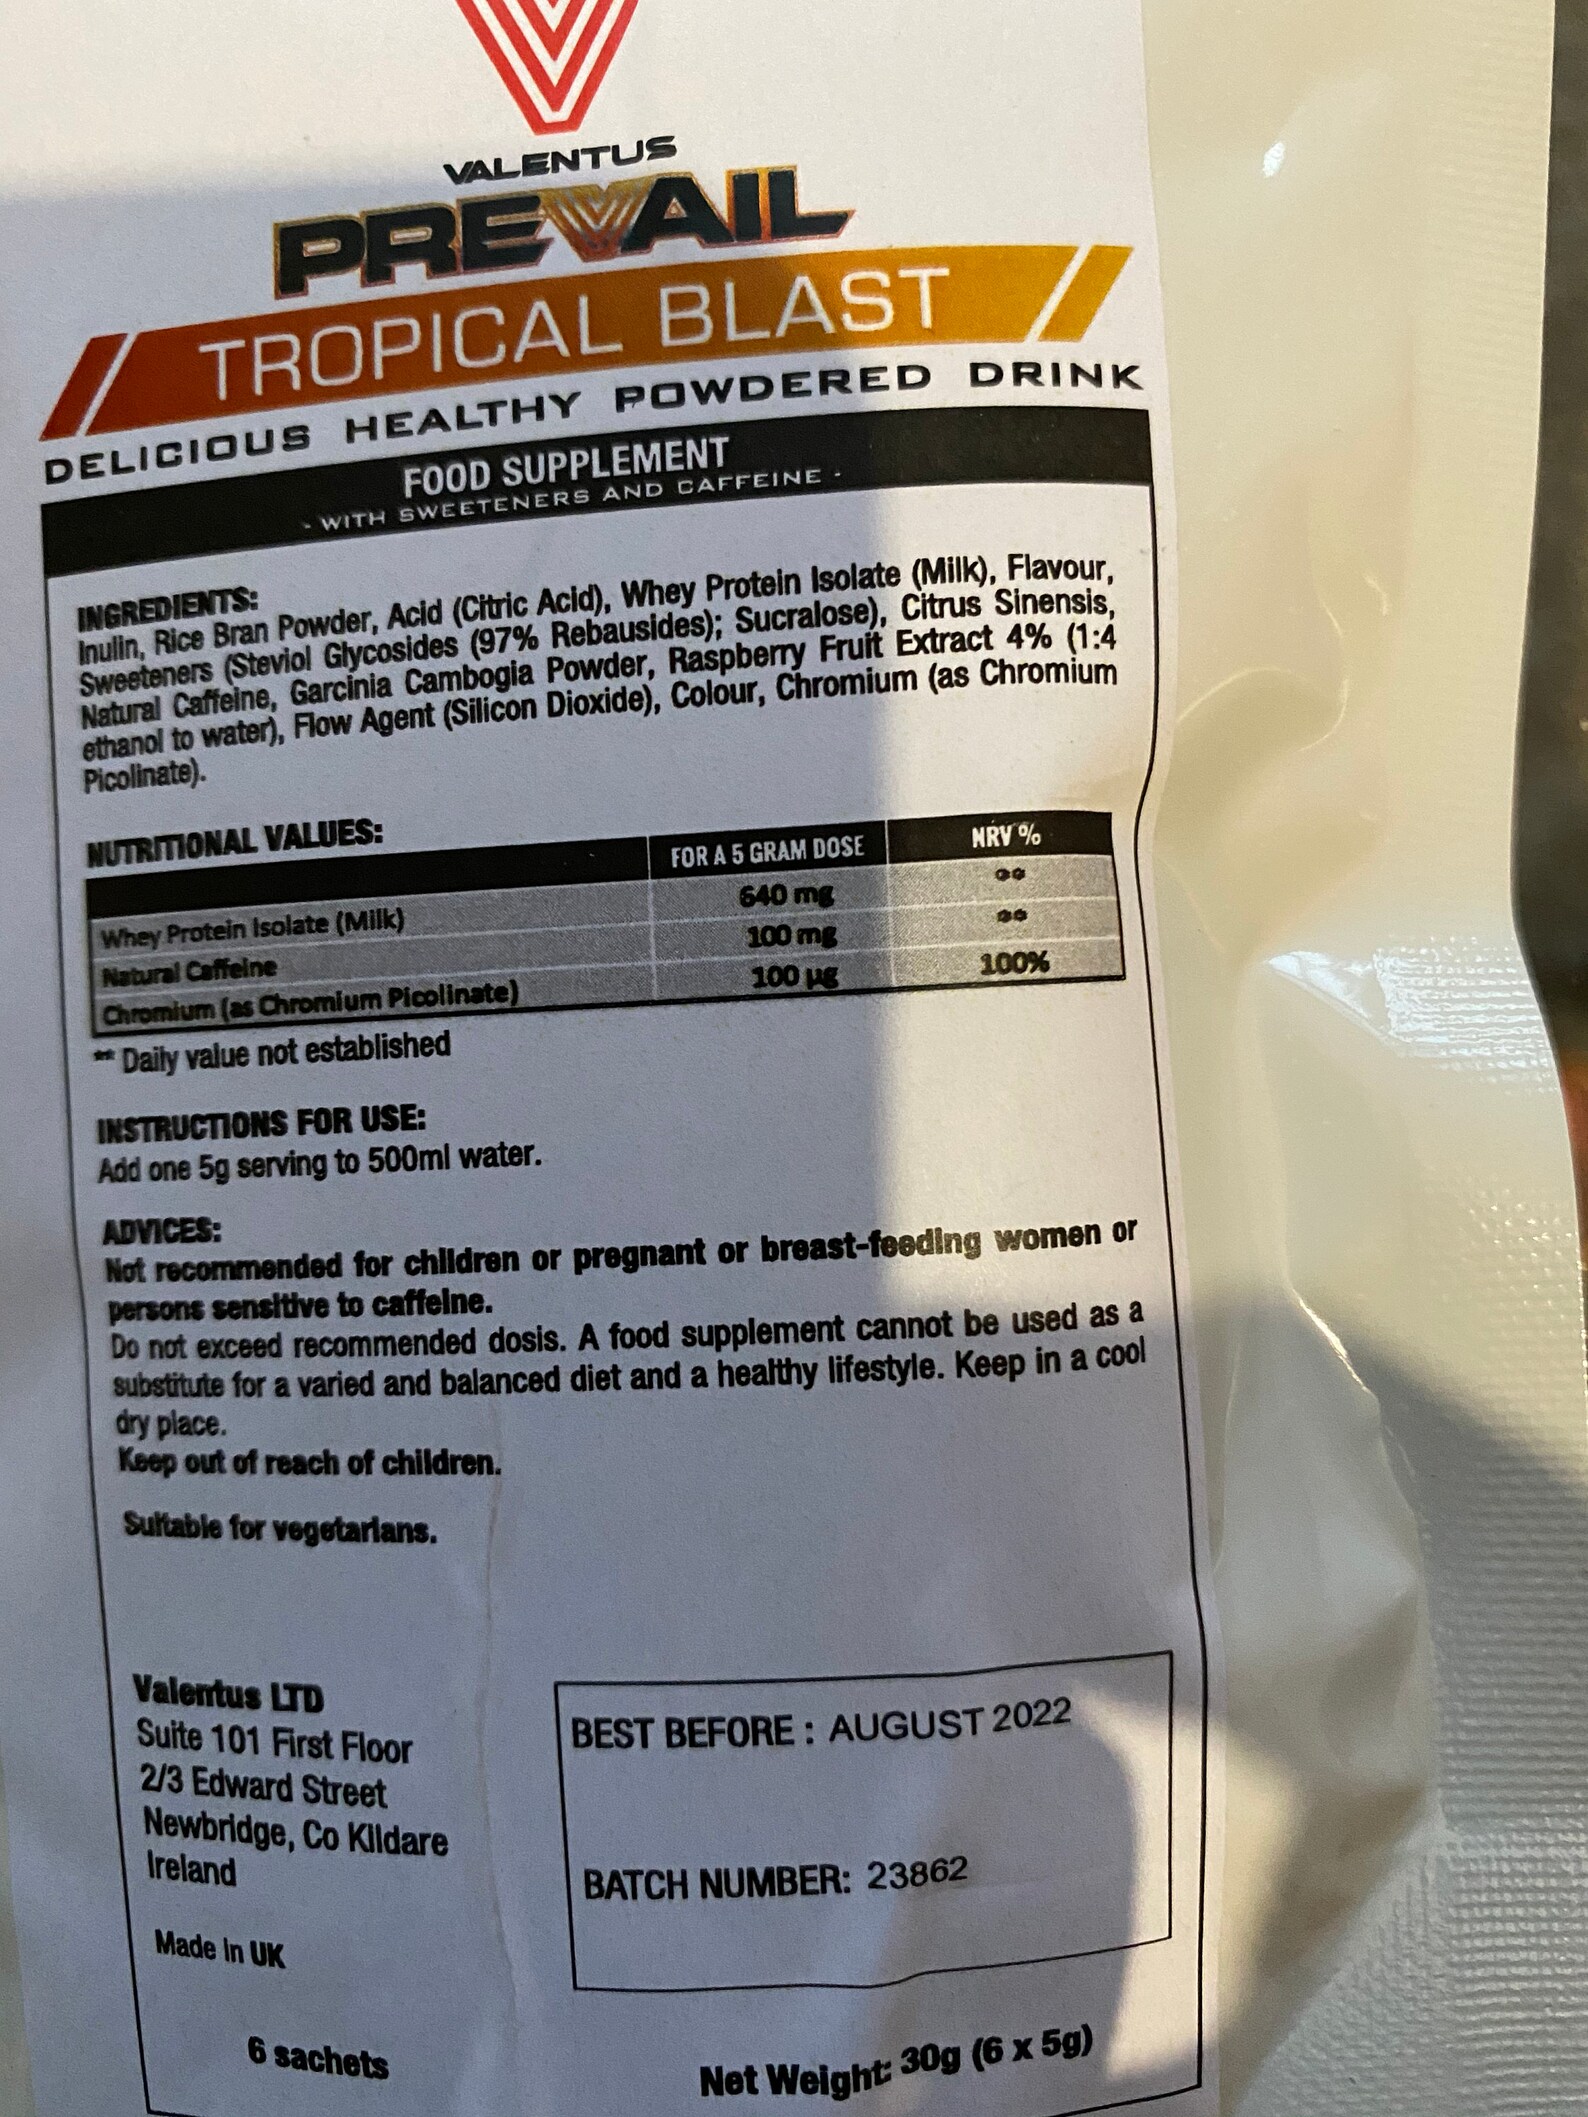 VALENTUS
PREVAIL
TROPICAL BLAST
DELICIOUS HEALTHY POWDERED DRINK
FOOD SUPPLEMENT
- WITH SWEETENERS AND CAFFEINE -
INGREDIENTS:
Inulin, Rice Bran Powder, Acid (Citric Acid), Whey Protein Isolate (Milk), Flavour,
Sweeteners (Steviol Glycosides (97% Rebausides); Sucralose), Citrus Sinensis,
Natural Caffeine, Garcinia Cambogia Powder, Raspberry Fruit Extract 4% (1:4
ethanol to water), Flow Agent (Silicon Dioxide), Colour, Chromium (as Chromium
Picolinate).
NUTRITIONAL VALUES:
FOR A 5 GRAM DOSE NRV %
Whey Protein Isolate (Milk) 640 mg **
Natural Caffeine 100 mg **
Chromium (as Chromium Picolinate) 100 µg 100%
** Daily value not established
INSTRUCTIONS FOR USE:
Add one 5g serving to 500ml water.
ADVICES:
Not recommended for children or pregnant or breast-feeding women or
persons sensitive to caffeine.
Do not exceed recommended dosis. A food supplement cannot be used as a
substitute for a varied and balanced diet and a healthy lifestyle. Keep in a cool
dry place.
Keep out of reach of children.
Suitable for vegetarians.
Valentus LTD
Suite 101 First Floor
2/3 Edward Street
Newbridge, Co Kildare
Ireland
Made in UK
BEST BEFORE : AUGUST 2022
BATCH NUMBER: 23862
6 sachets
Net Weight: 30g (6 x 5g)